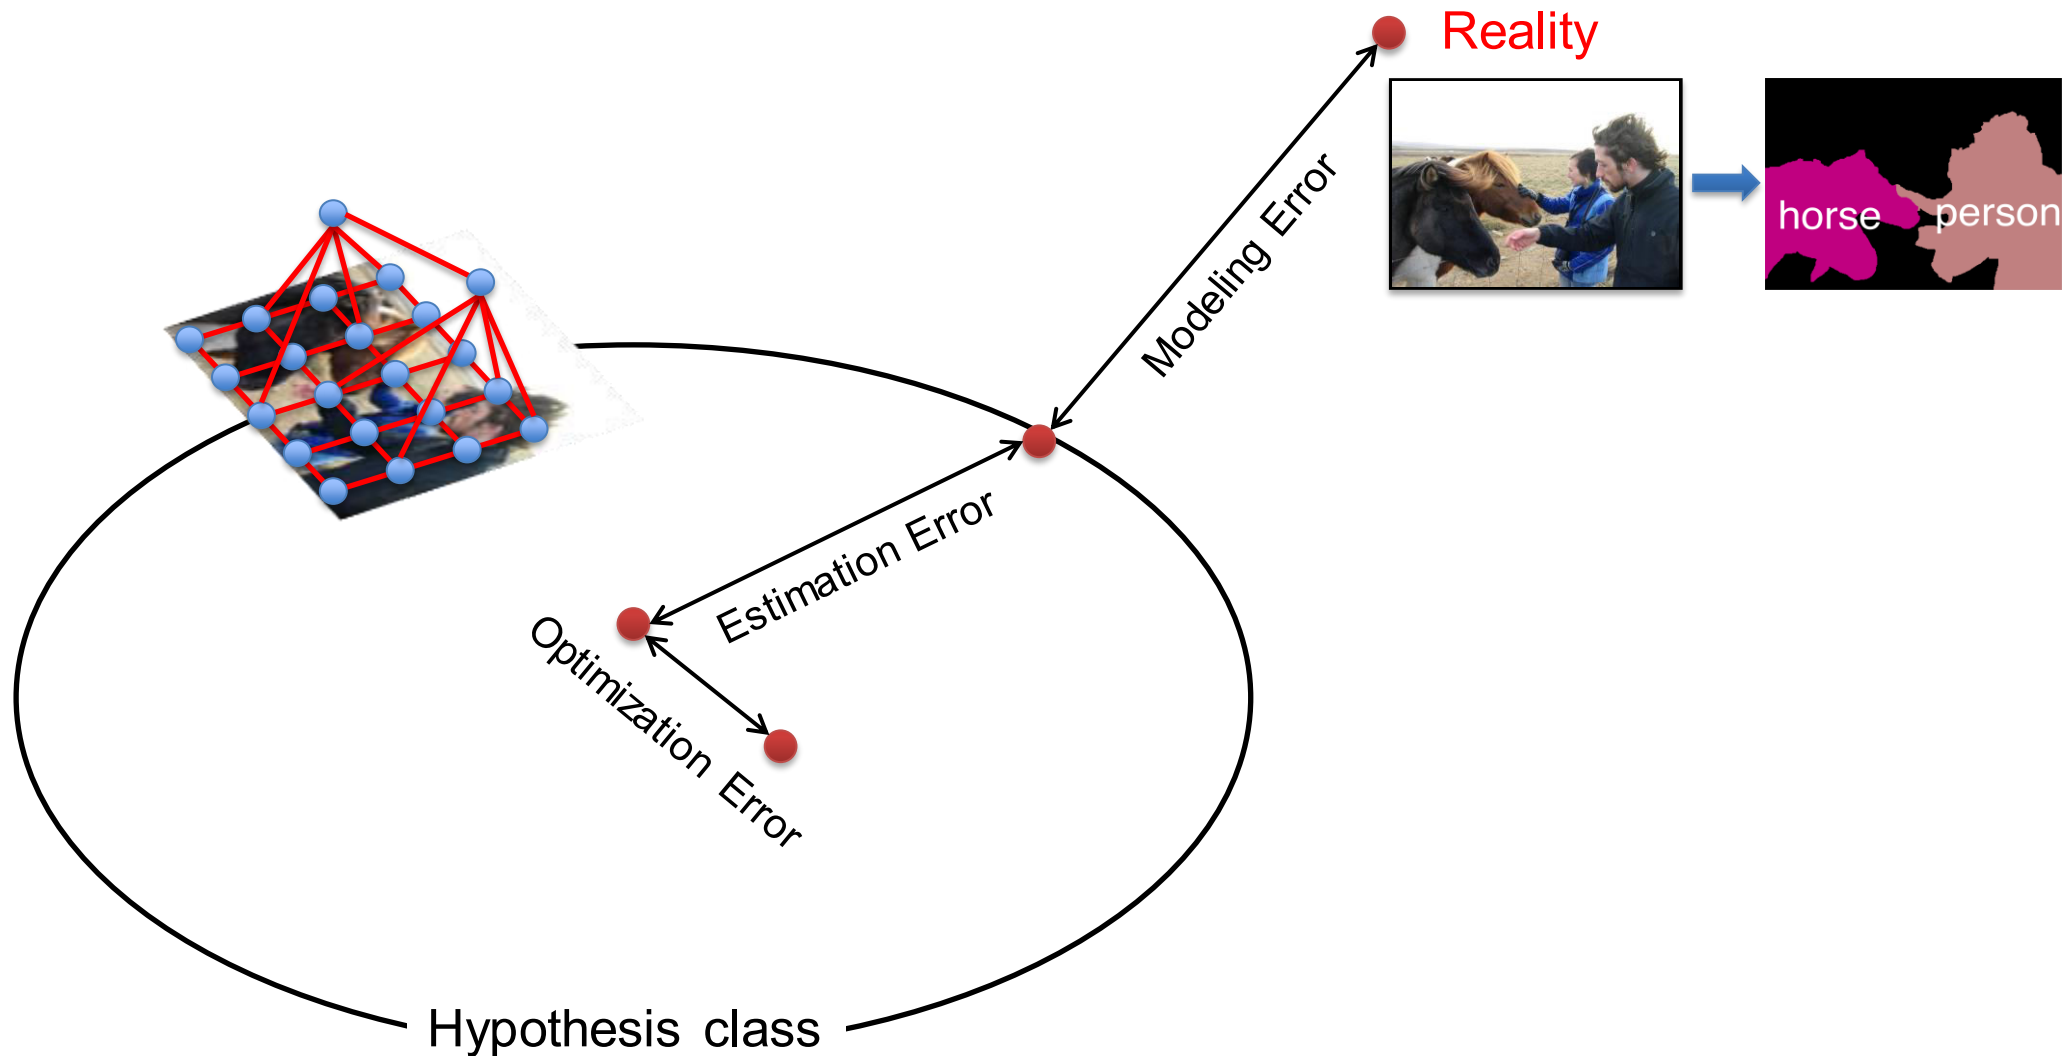 Reality
horse
person
Modeling Error
Estimation Error
Optimization Error
Hypothesis class